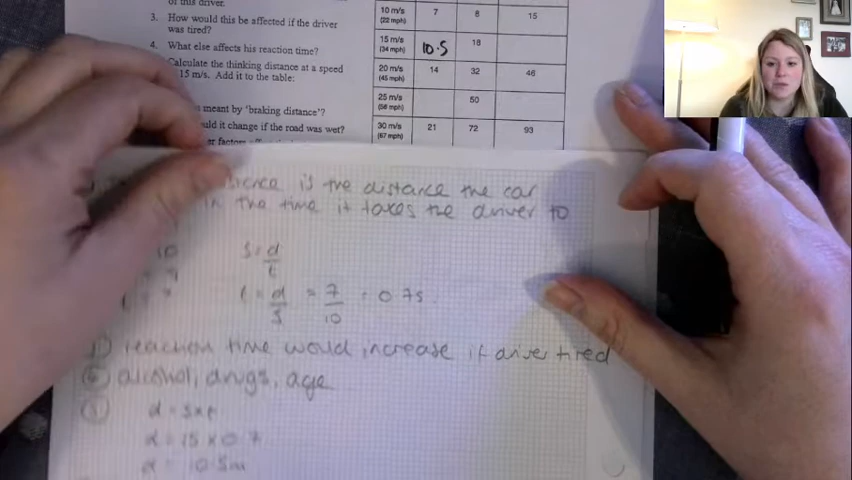 of this driver.
3. How would this be affected if the driver
was tired?
4. What else affects his reaction time?
Calculate the thinking distance at a speed
15 m/s. Add it to the table:
meant by 'braking distance'?
it change if the road was wet?
10 m/s
(22 mph) 7 8 15
15 m/s
(34 mph) 10.5 18
20 m/s
(45 mph) 14 32 46
25 m/s
(56 mph) 50
30 m/s
(67 mph) 21 72 93
is the distance the car
in the time it takes the driver to
10 s = d
t
t = d = 7 = 0.7s.
s 10
reaction time would increase if driver tired
4 alcohol, drugs, age
5 d = s x t
d = 15 x 0.7
d = 10.5m